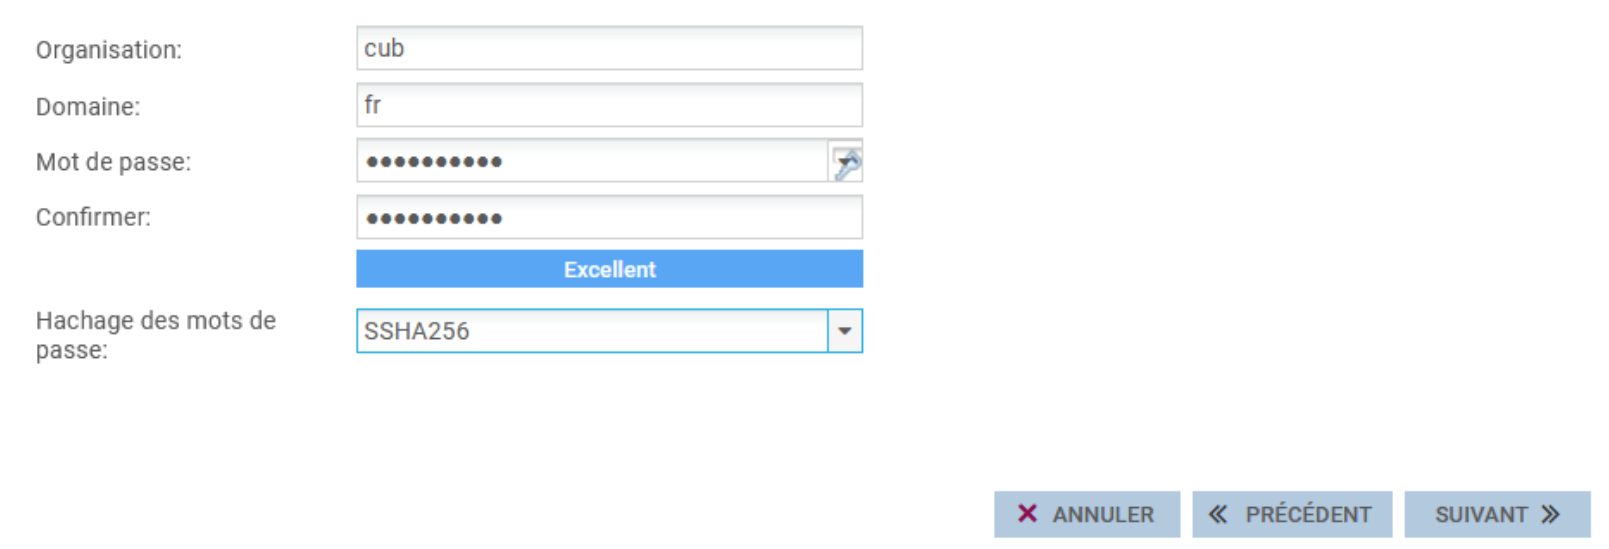 Organisation: cub
Domaine: fr
Mot de passe: ●●●●●●●●●●
Confirmer: ●●●●●●●●●●
Excellent
Hachage des mots de
passe: SSHA256
ANNULER PRÉCÉDENT SUIVANT